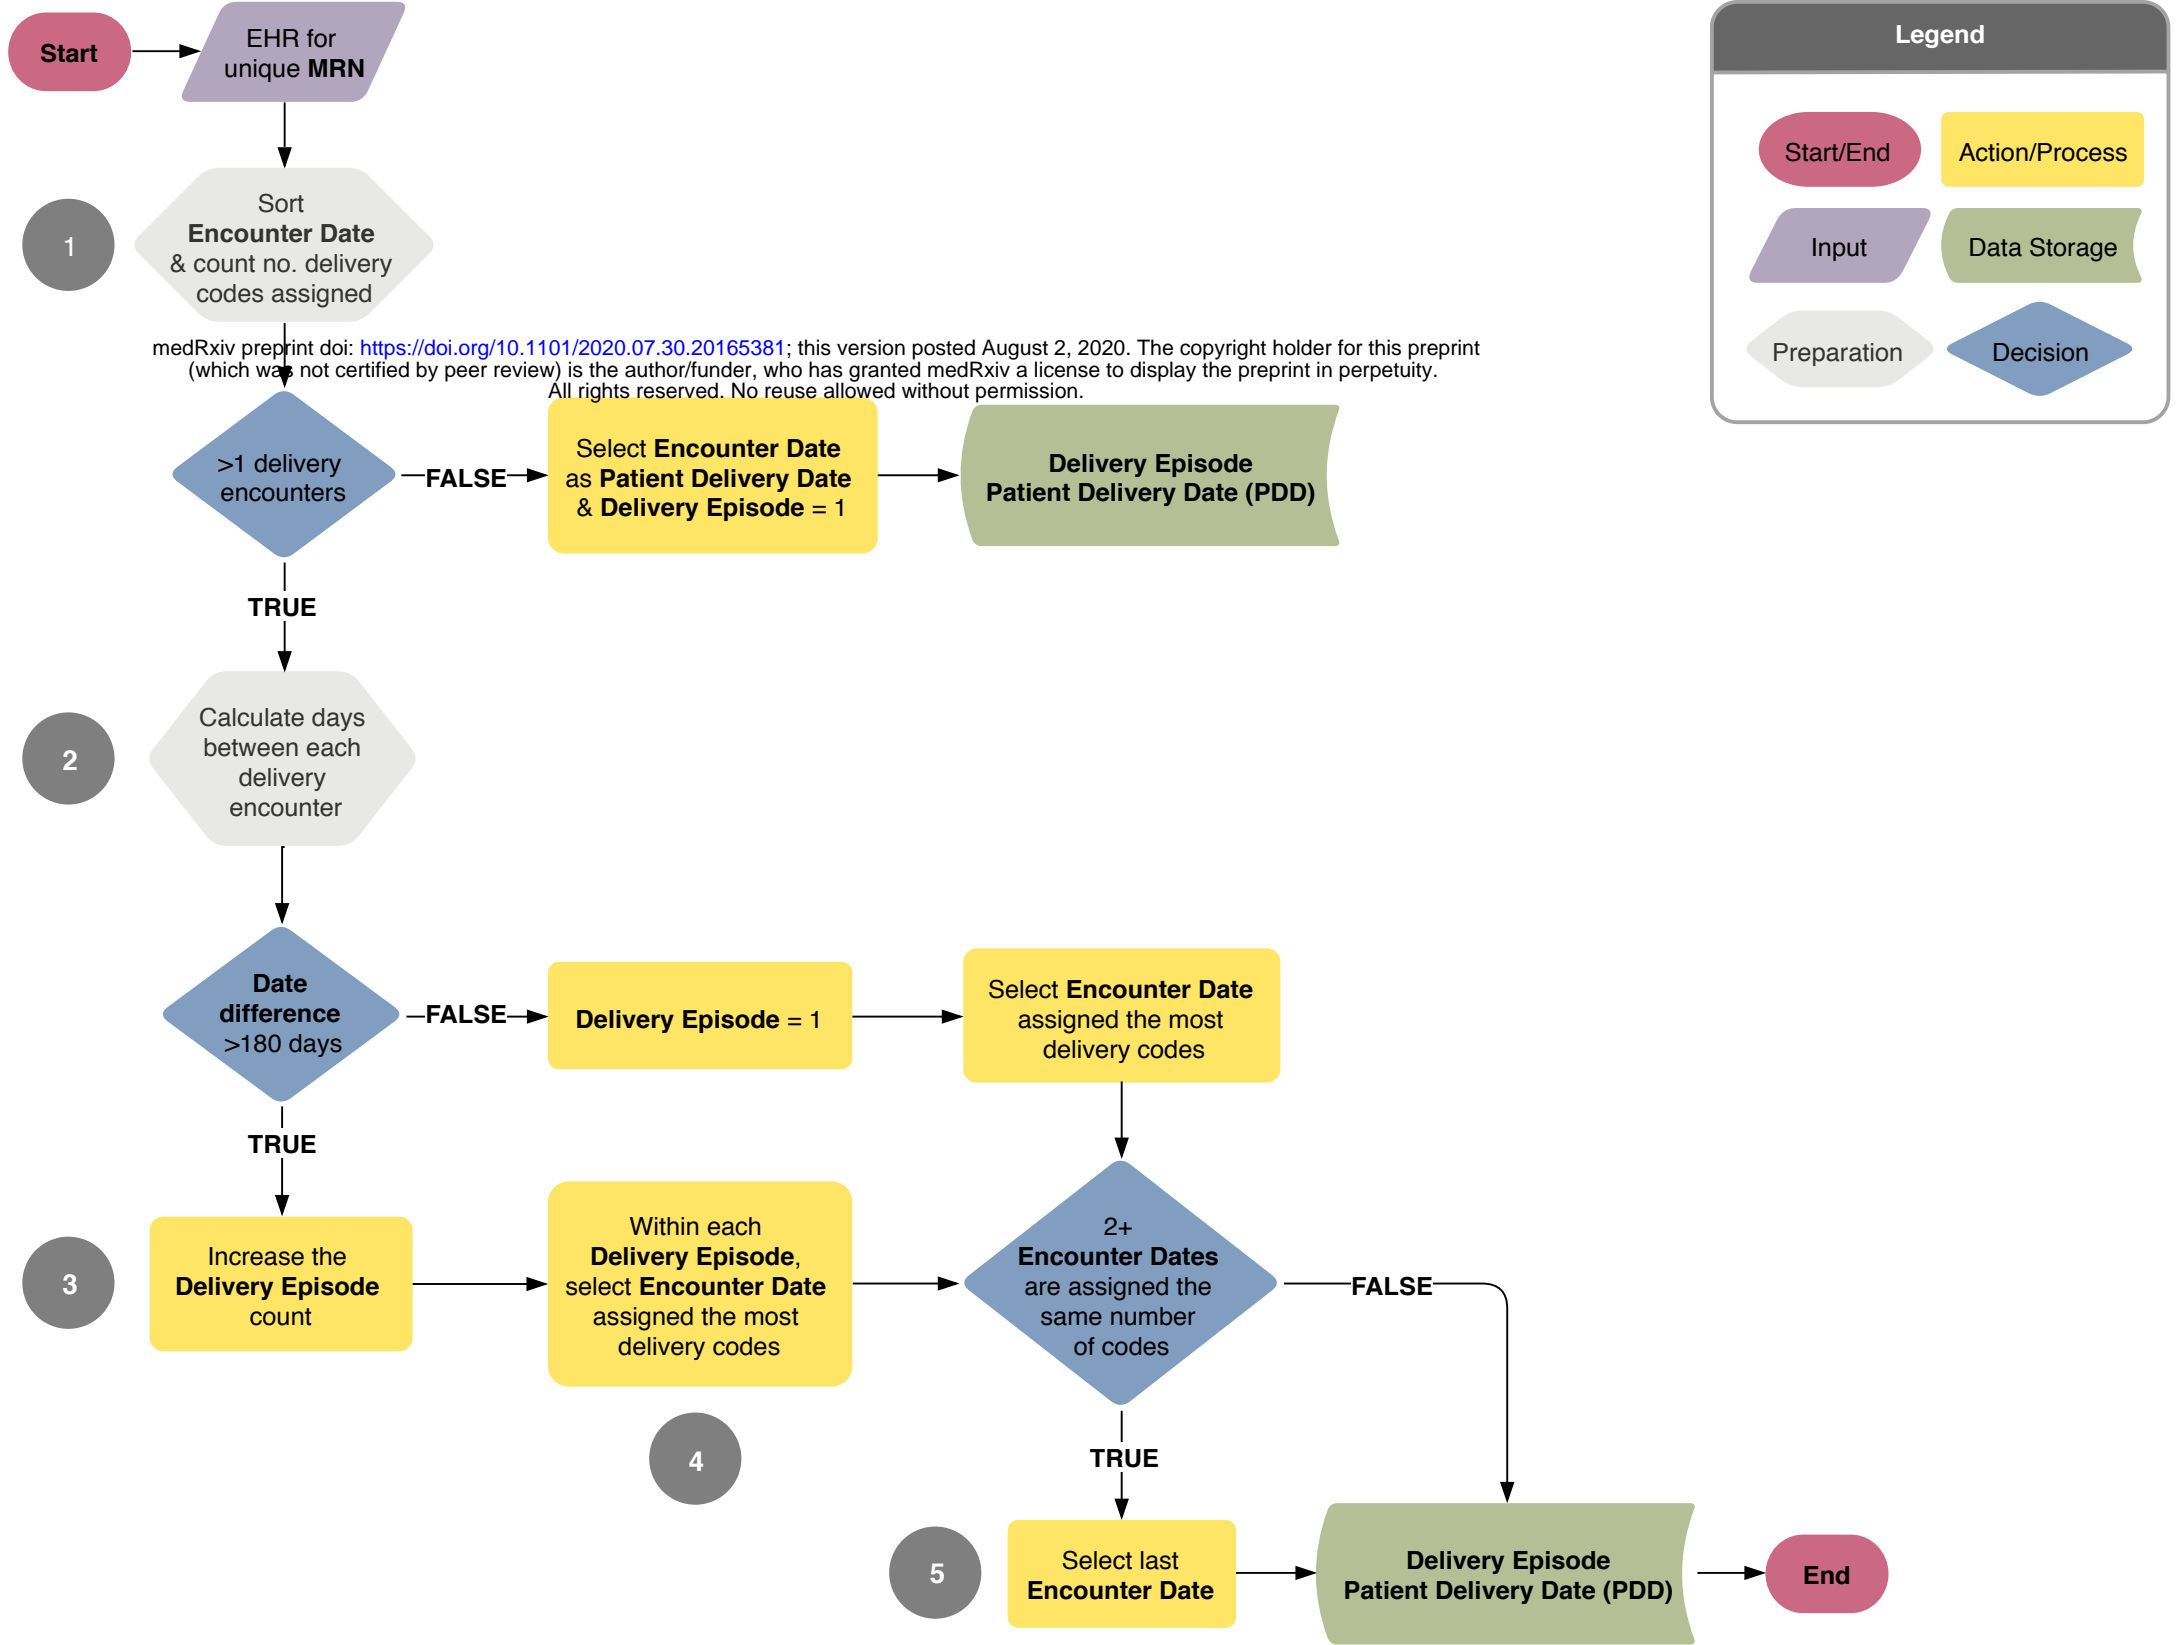 Start
EHR for
unique MRN
Legend
Start/End
Action/Process
Input
Data Storage
Preparation
Decision
1
Sort
Encounter Date
& count no. delivery
codes assigned
medRxiv preprint doi: https://doi.org/10.1101/2020.07.30.20165381; this version posted August 2, 2020. The copyright holder for this preprint
(which was not certified by peer review) is the author/funder, who has granted medRxiv a license to display the preprint in perpetuity.
All rights reserved. No reuse allowed without permission.
>1 delivery
encounters
FALSE
Select Encounter Date
as Patient Delivery Date
& Delivery Episode = 1
Delivery Episode
Patient Delivery Date (PDD)
TRUE
2
Calculate days
between each
delivery
encounter
Date
difference
>180 days
FALSE
Delivery Episode = 1
Select Encounter Date
assigned the most
delivery codes
TRUE
3
Increase the
Delivery Episode
count
Within each
Delivery Episode,
select Encounter Date
assigned the most
delivery codes
2+
Encounter Dates
are assigned the
same number
of codes
FALSE
4
TRUE
5
Select last
Encounter Date
Delivery Episode
Patient Delivery Date (PDD)
End